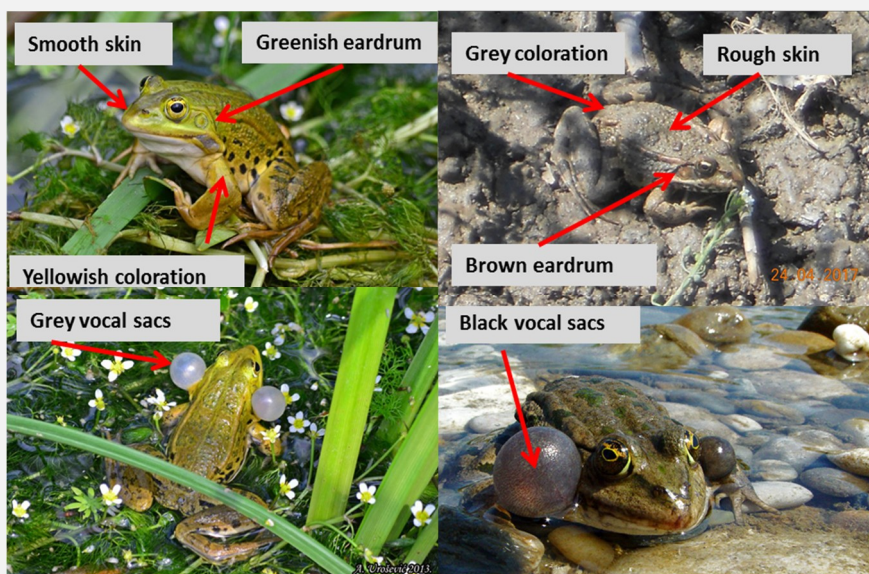 Smooth skin
Greenish eardrum
Yellowish coloration
Grey coloration
Rough skin
Brown eardrum
24 04 2017
Grey vocal sacs
A. Urošević 2013.
Black vocal sacs